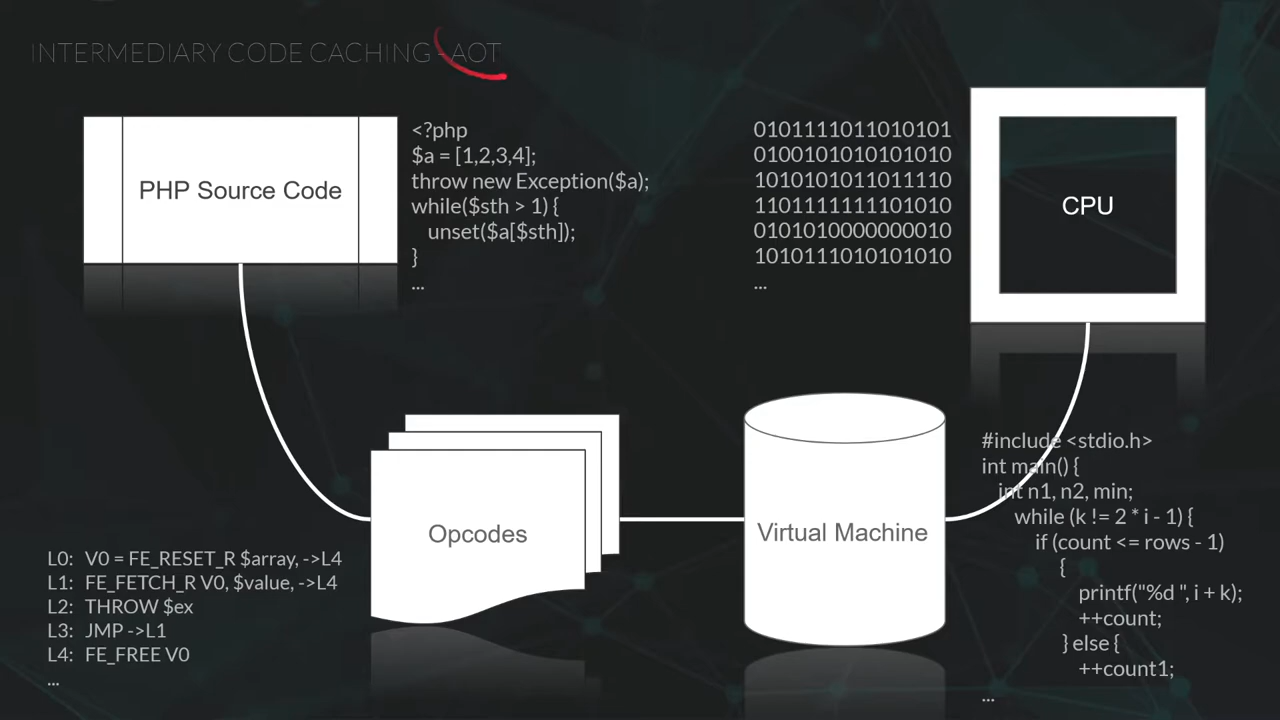 INTERMEDIARY CODE CACHING - AOT
PHP Source Code
<?php
$a = [1,2,3,4];
throw new Exception($a);
while($sth > 1) {
unset($a[$sth]);
}
...
0101111011010101
0100101010101010
1010101011011110
1101111111101010
0101010000000010
1010111010101010
...
CPU
Opcodes
Virtual Machine
L0: V0 = FE_RESET_R $array, ->L4
L1: FE_FETCH_R V0, $value, ->L4
L2: THROW $ex
L3: JMP ->L1
L4: FE_FREE V0
...
#include <stdio.h>
int main() {
int n1, n2, min;
while (k != 2 * i - 1) {
if (count <= rows - 1)
{
printf("%d ", i + k);
++count;
} else {
++count1;
...